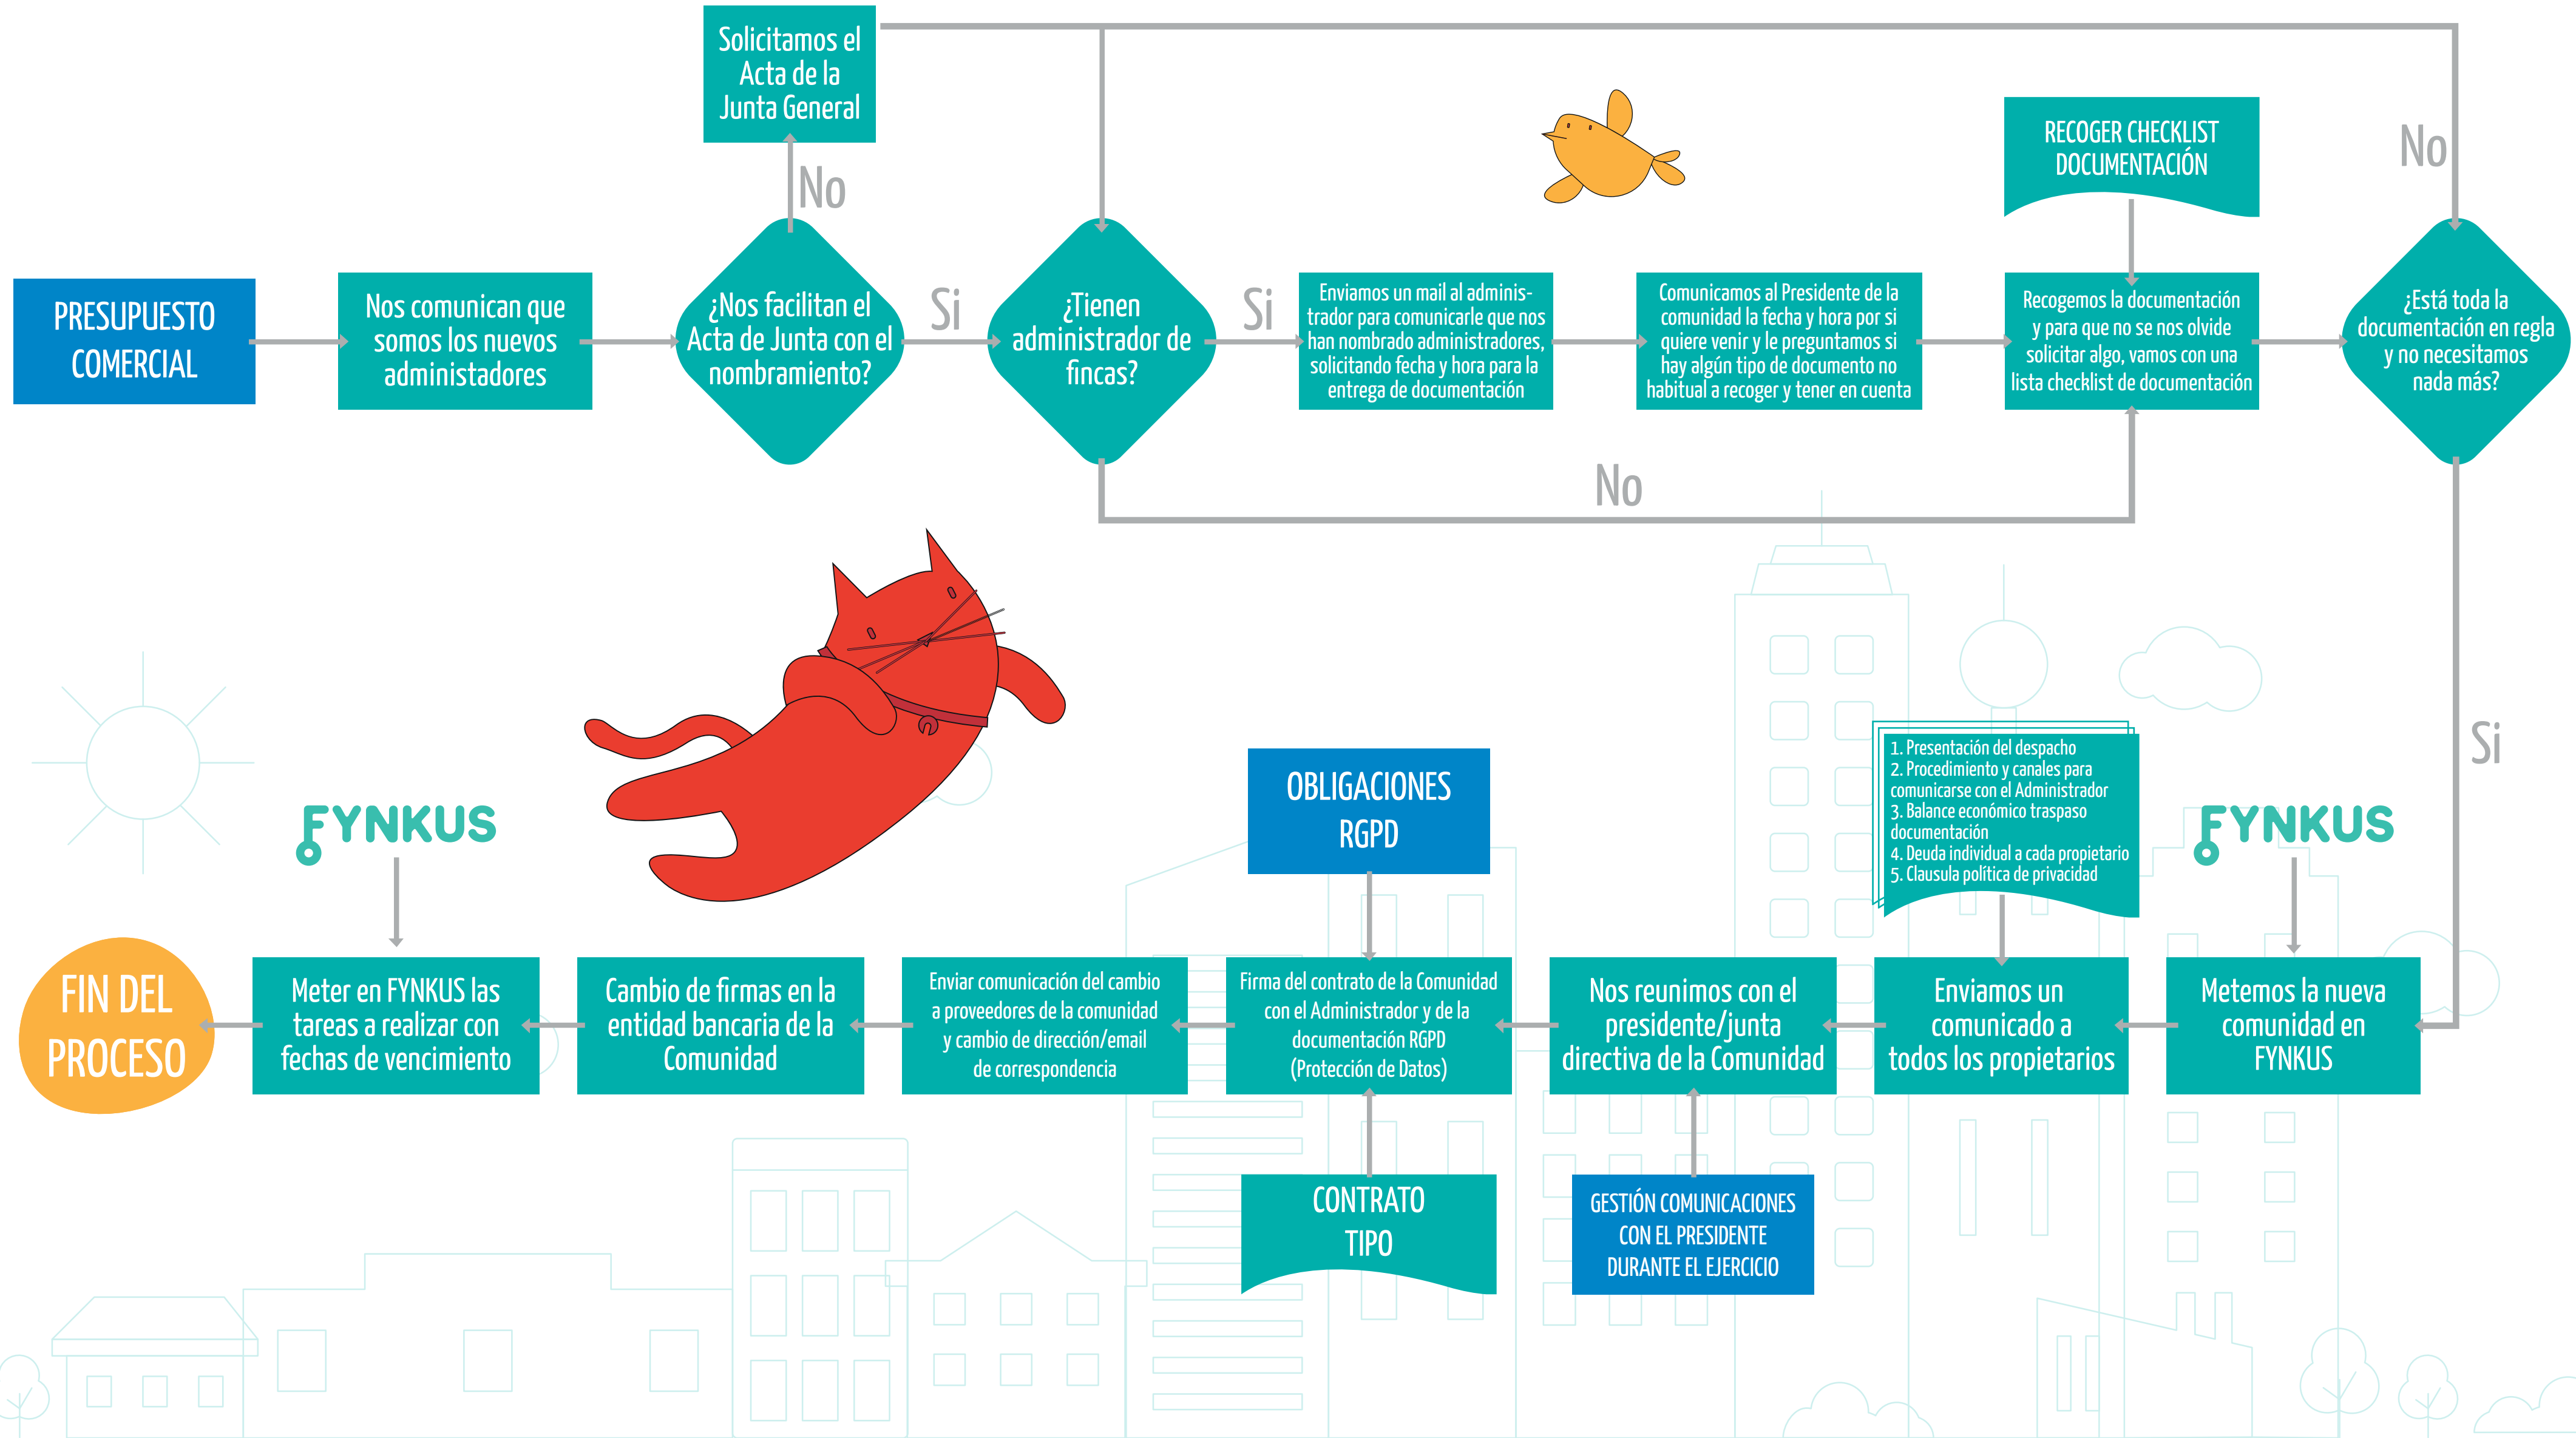 Solicitamos el
Acta de la
Junta General
No
RECOGER CHECKLIST
DOCUMENTACIÓN
No
PRESUPUESTO
COMERCIAL
Nos comunican que
somos los nuevos
administadores
¿Nos facilitan el
Acta de Junta con el
nombramiento?
Si
¿Tienen
administrador de
fincas?
Si
Enviamos un mail al adminis-
trador para comunicarle que nos
han nombrado administradores,
solicitando fecha y hora para la
entrega de documentación
Comunicamos al Presidente de la
comunidad la fecha y hora por si
quiere venir y le preguntamos si
hay algún tipo de documento no
habitual a recoger y tener en cuenta
Recogemos la documentación
y para que no se nos olvide
solicitar algo, vamos con una
lista checklist de documentación
¿Está toda la
documentación en regla
y no necesitamos
nada más?
No
Si
FYNKUS
OBLIGACIONES
RGPD
1. Presentación del despacho
2. Procedimiento y canales para
comunicarse con el Administrador
3. Balance económico traspaso
documentación
4. Deuda individual a cada propietario
5. Clausula política de privacidad
FYNKUS
FIN DEL
PROCESO
Meter en FYNKUS las
tareas a realizar con
fechas de vencimiento
Cambio de firmas en la
entidad bancaria de la
Comunidad
Enviar comunicación del cambio
a proveedores de la comunidad
y cambio de dirección/email
de correspondencia
Firma del contrato de la Comunidad
con el Administrador y de la
documentación RGPD
(Protección de Datos)
Nos reunimos con el
presidente/junta
directiva de la Comunidad
Enviamos un
comunicado a
todos los propietarios
Metemos la nueva
comunidad en
FYNKUS
CONTRATO
TIPO
GESTIÓN COMUNICACIONES
CON EL PRESIDENTE
DURANTE EL EJERCICIO